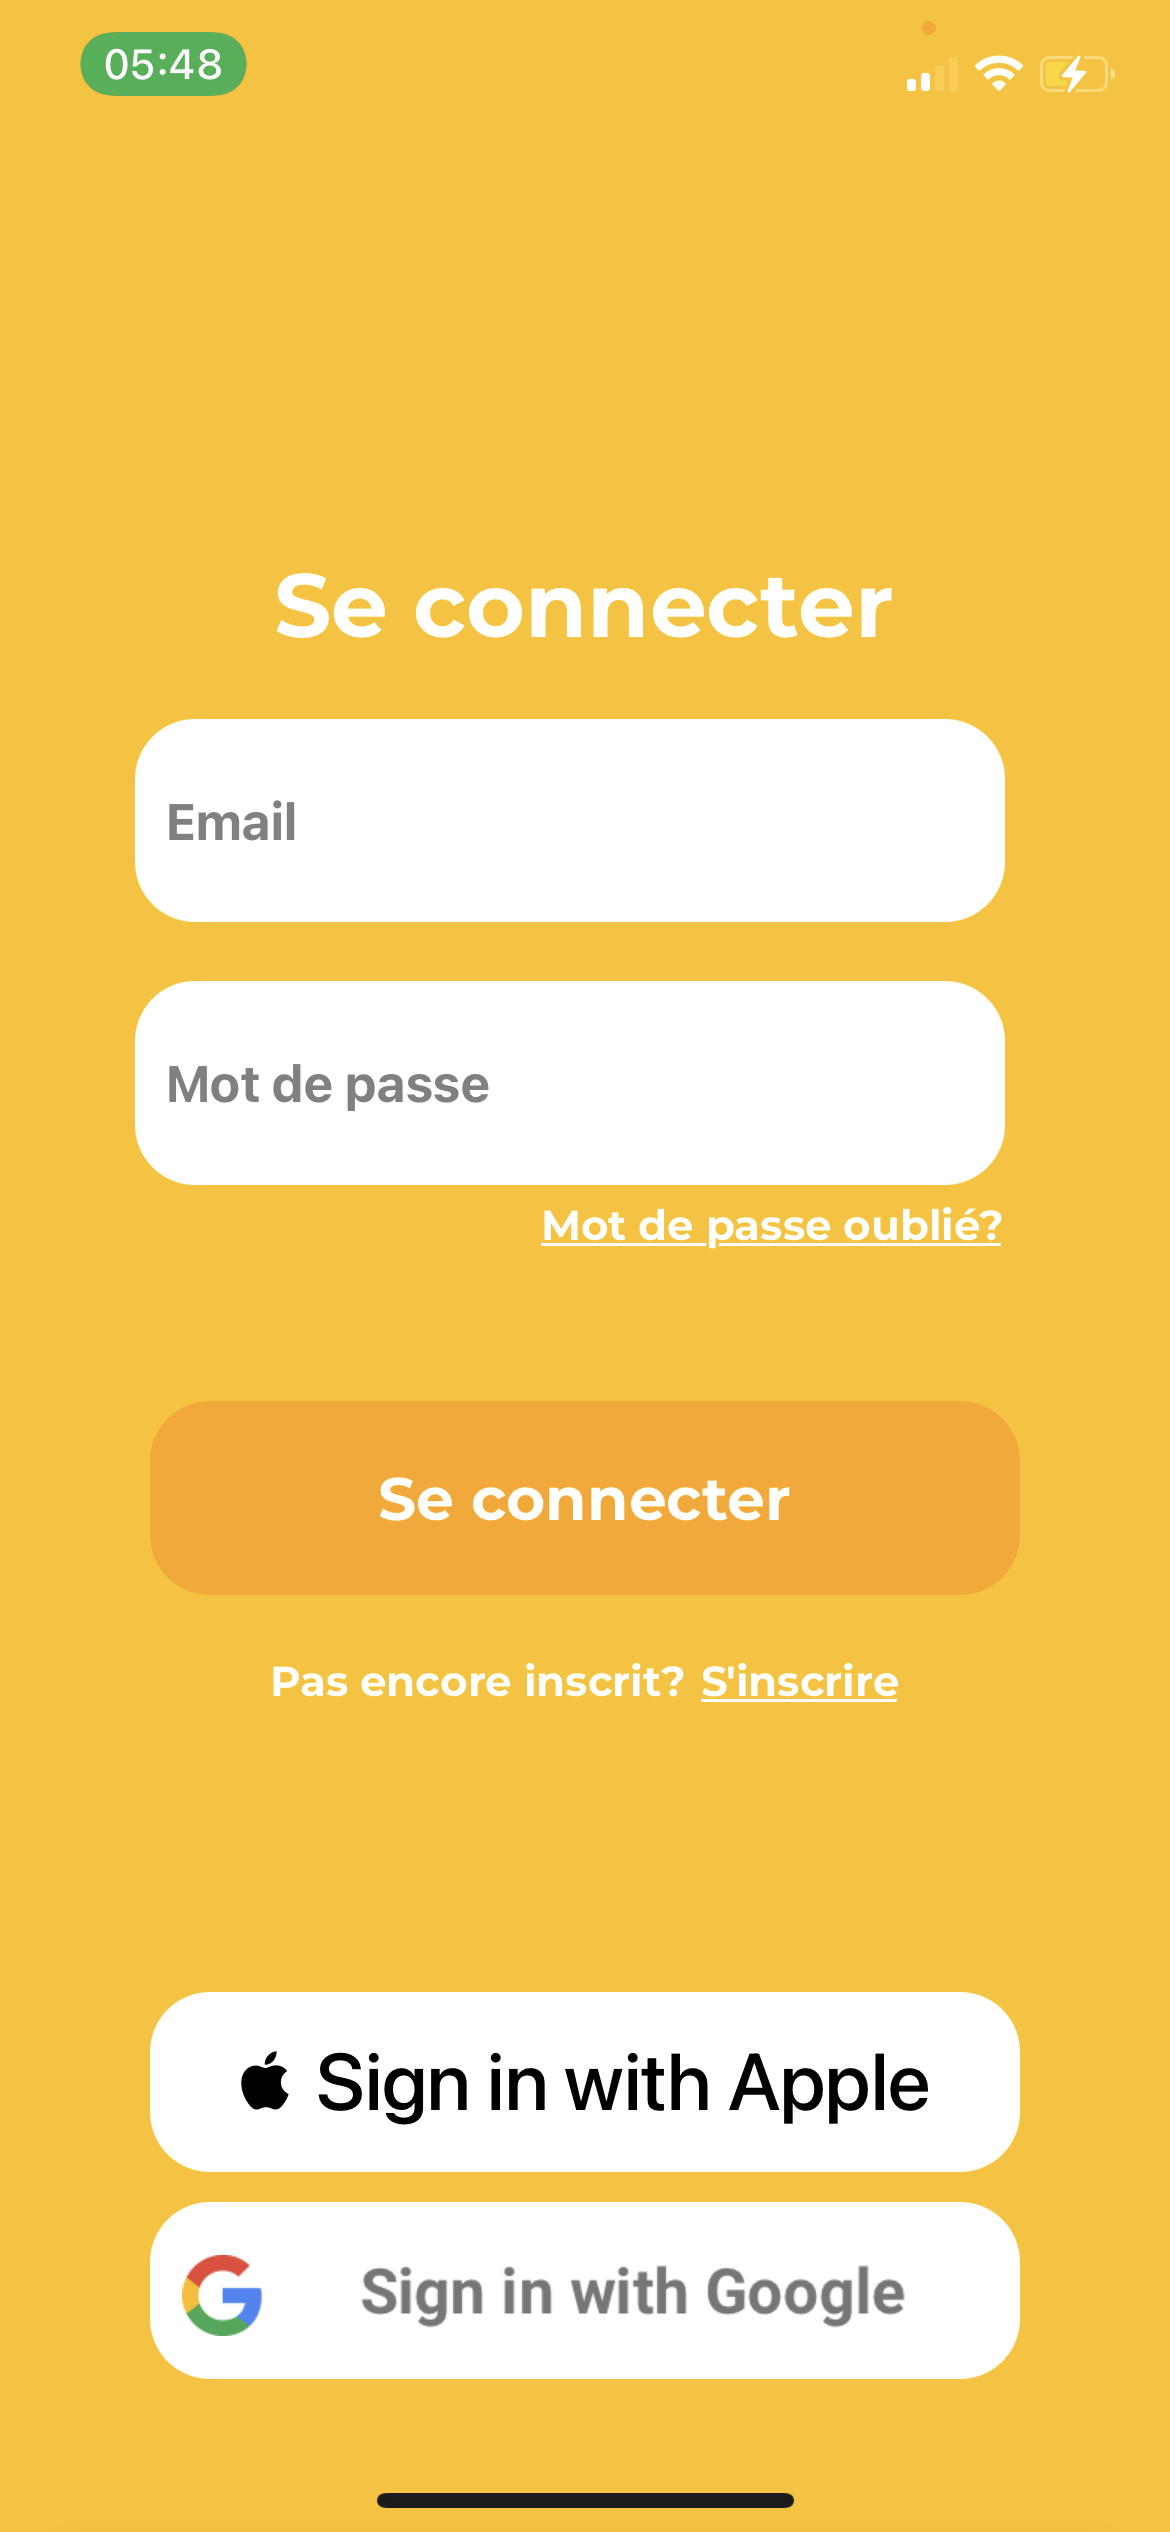 05:48
Se connecter
Email
Mot de passe
Mot de passe oublié?
Se connecter
Pas encore inscrit? S'inscrire
Sign in with Apple
Sign in with Google